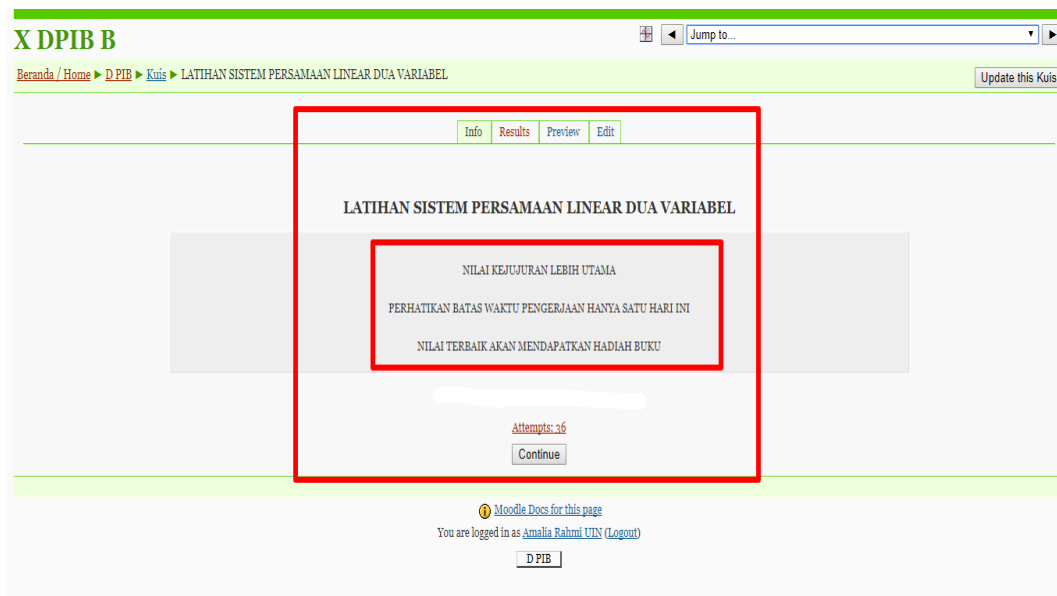 X DPIB B
Jump to...
Beranda / Home ► D PIB ► Kuis ► LATIHAN SISTEM PERSAMAAN LINEAR DUA VARIABEL
Update this Kuis
Info Results Preview Edit
LATIHAN SISTEM PERSAMAAN LINEAR DUA VARIABEL
NILAI KEJUJURAN LEBIH UTAMA
PERHATIKAN BATAS WAKTU PENGERJAAN HANYA SATU HARI INI
NILAI TERBAIK AKAN MENDAPATKAN HADIAH BUKU
Attempts: 36
Continue
Moodle Docs for this page
You are logged in as Amalia Rahmi UIN (Logout)
D PIB